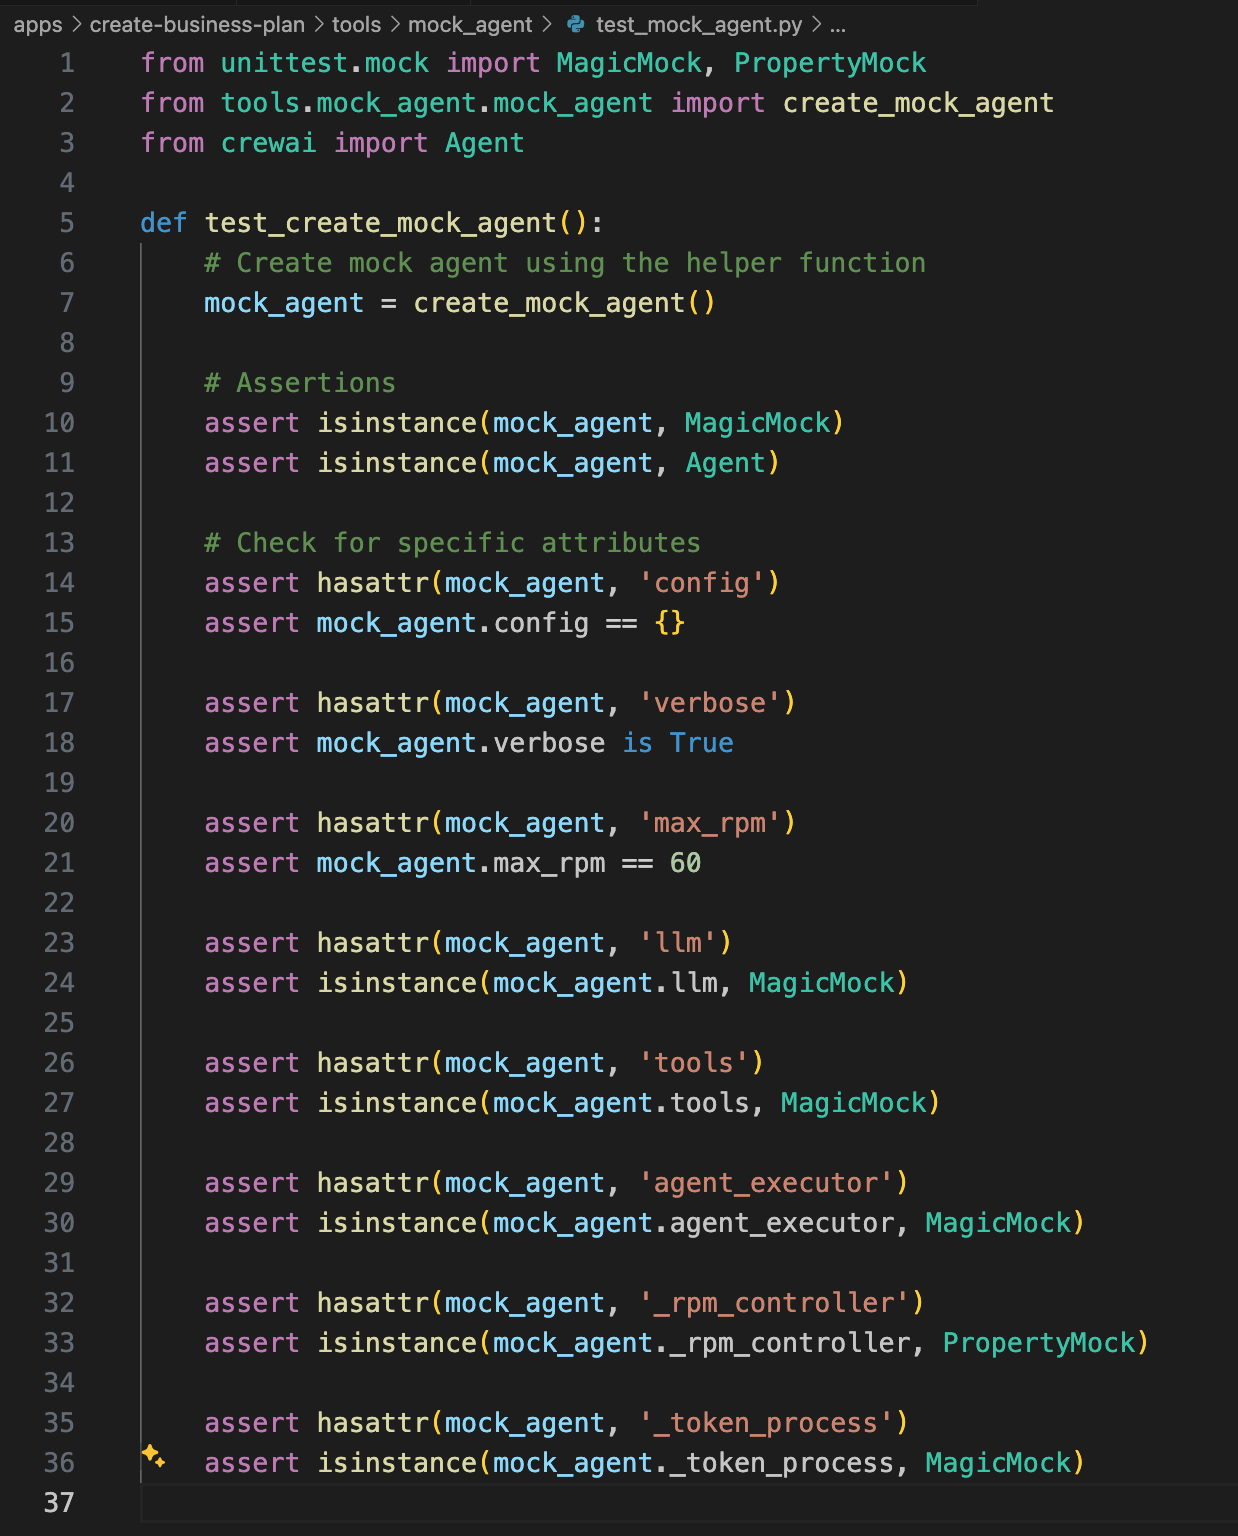 apps > create-business-plan > tools > mock_agent > test_mock_agent.py > ...
1 from unittest.mock import MagicMock, PropertyMock
2 from tools.mock_agent.mock_agent import create_mock_agent
3 from crewai import Agent
4
5 def test_create_mock_agent():
6     # Create mock agent using the helper function
7     mock_agent = create_mock_agent()
8
9     # Assertions
10     assert isinstance(mock_agent, MagicMock)
11     assert isinstance(mock_agent, Agent)
12
13     # Check for specific attributes
14     assert hasattr(mock_agent, 'config')
15     assert mock_agent.config == {}
16
17     assert hasattr(mock_agent, 'verbose')
18     assert mock_agent.verbose is True
19
20     assert hasattr(mock_agent, 'max_rpm')
21     assert mock_agent.max_rpm == 60
22
23     assert hasattr(mock_agent, 'llm')
24     assert isinstance(mock_agent.llm, MagicMock)
25
26     assert hasattr(mock_agent, 'tools')
27     assert isinstance(mock_agent.tools, MagicMock)
28
29     assert hasattr(mock_agent, 'agent_executor')
30     assert isinstance(mock_agent.agent_executor, MagicMock)
31
32     assert hasattr(mock_agent, '_rpm_controller')
33     assert isinstance(mock_agent._rpm_controller, PropertyMock)
34
35     assert hasattr(mock_agent, '_token_process')
36     assert isinstance(mock_agent._token_process, MagicMock)
37